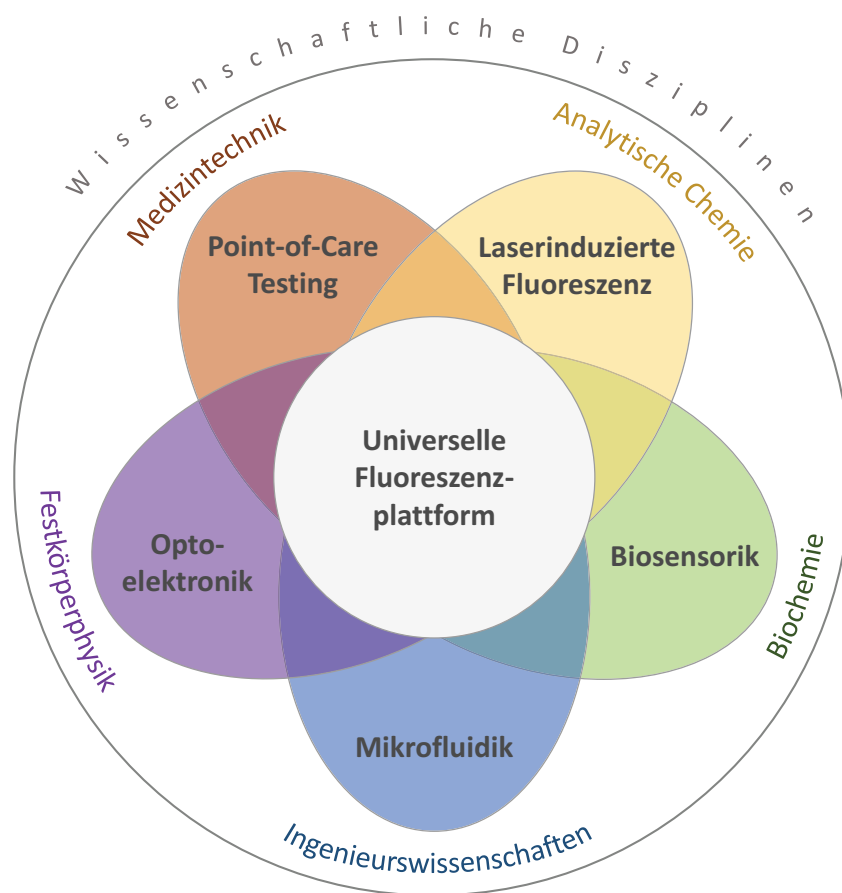 Wissenschaftliche Disziplinen
Medizintechnik
Analytische Chemie
Point-of-Care
Testing
Laserinduzierte
Fluoreszenz
Universelle
Fluoreszenz-
plattform
Opto-
elektronik
Biosensorik
Festkörperphysik
Biochemie
Mikrofluidik
Ingenieurswissenschaften